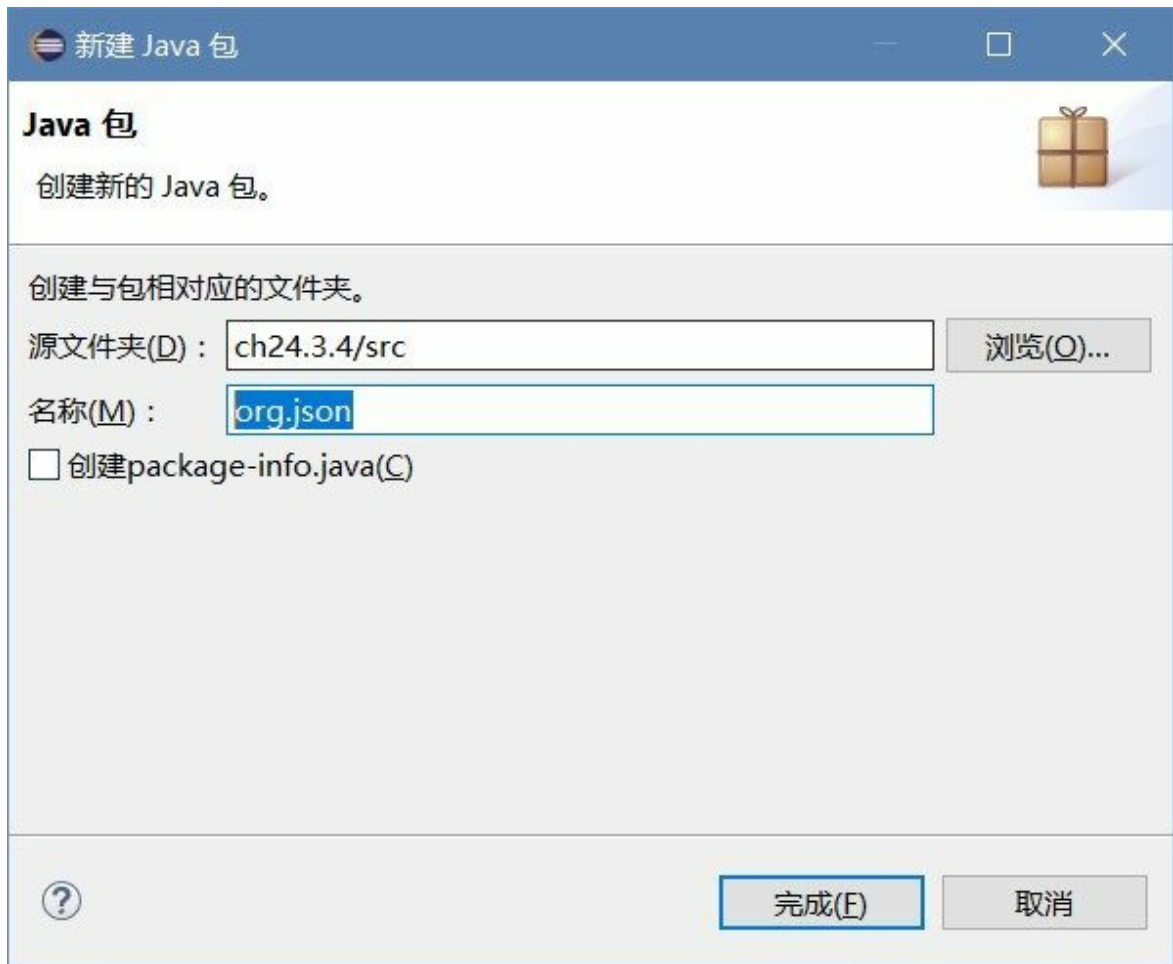 新建 Java 包
Java 包
创建新的 Java 包。
创建与包相对应的文件夹。
源文件夹(D)： ch24.3.4/src 浏览(O)...
名称(M)： org.json
创建package-info.java(C)
?
完成(F) 取消